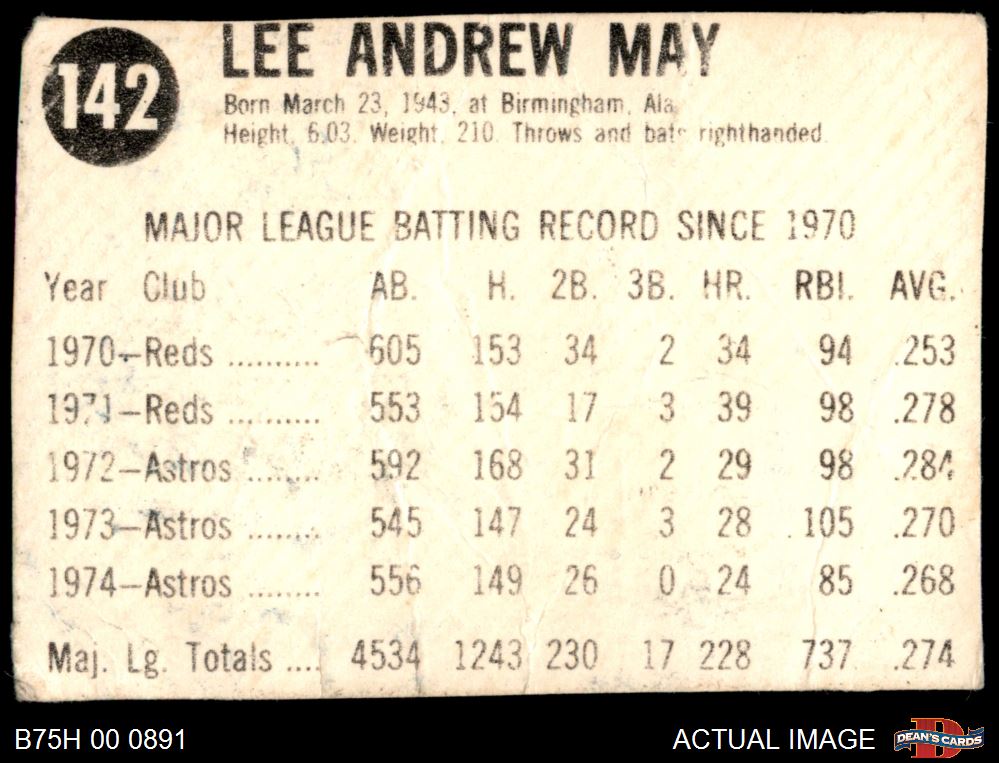 142
LEE ANDREW MAY
Born March 23, 1943, at Birmingham, Ala.
Height, 6.03. Weight, 210. Throws and bats righthanded.
MAJOR LEAGUE BATTING RECORD SINCE 1970
Year Club AB. H. 2B. 3B. HR. RBI. AVG.
1970—Reds .......... 605 153 34 2 34 94 .253
1971—Reds .......... 553 154 17 3 39 98 .278
1972—Astros ........ 592 168 31 2 29 98 .284
1973—Astros ........ 545 147 24 3 28 105 .270
1974—Astros ........ 556 149 26 0 24 85 .268
Maj. Lg. Totals .... 4534 1243 230 17 228 737 .274
B75H 00 0891 ACTUAL IMAGE D DEAN'S CARDS